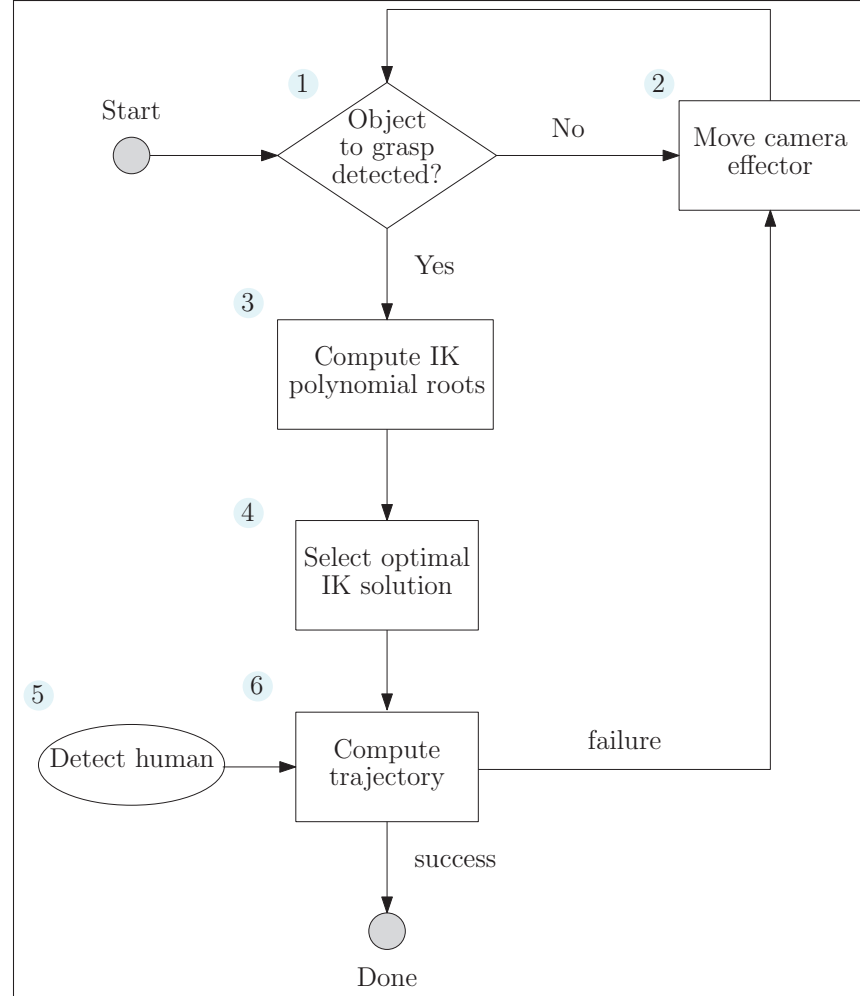 Start
1
Object
to grasp
detected?
No
2
Move camera
effector
Yes
3
Compute IK
polynomial roots
4
Select optimal
IK solution
5
Detect human
6
Compute
trajectory
failure
success
Done